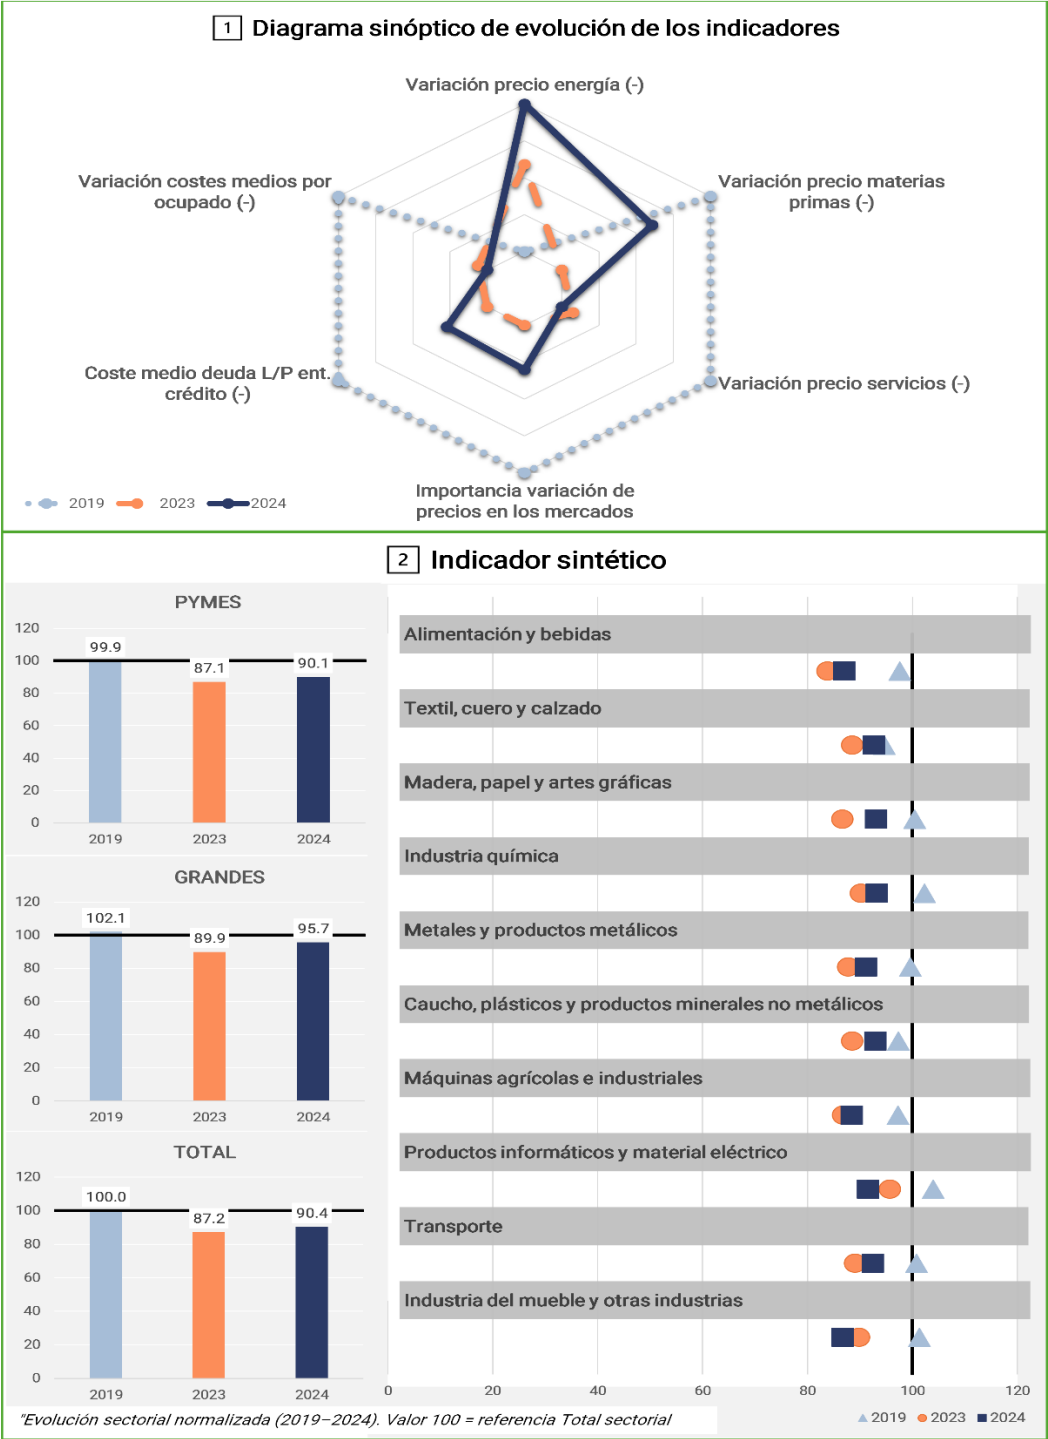 1 Diagrama sinóptico de evolución de los indicadores
Variación precio energía (-)
Variación costes medios por
ocupado (-)
Variación precio materias
primas (-)
Coste medio deuda L/P ent.
crédito (-)
Variación precio servicios (-)
Importancia variación de
precios en los mercados
2019 2023 2024
2 Indicador sintético
PYMES
120
100
80
60
40
20
0
99.9
87.1
90.1
2019 2023 2024
GRANDES
120
100
80
60
40
20
0
102.1
89.9
95.7
2019 2023 2024
TOTAL
120
100
80
60
40
20
0
100.0
87.2
90.4
2019 2023 2024
Alimentación y bebidas
Textil, cuero y calzado
Madera, papel y artes gráficas
Industria química
Metales y productos metálicos
Caucho, plásticos y productos minerales no metálicos
Máquinas agrícolas e industriales
Productos informáticos y material eléctrico
Transporte
Industria del mueble y otras industrias
0 20 40 60 80 100 120
2019 2023 2024
"Evolución sectorial normalizada (2019–2024). Valor 100 = referencia Total sectorial